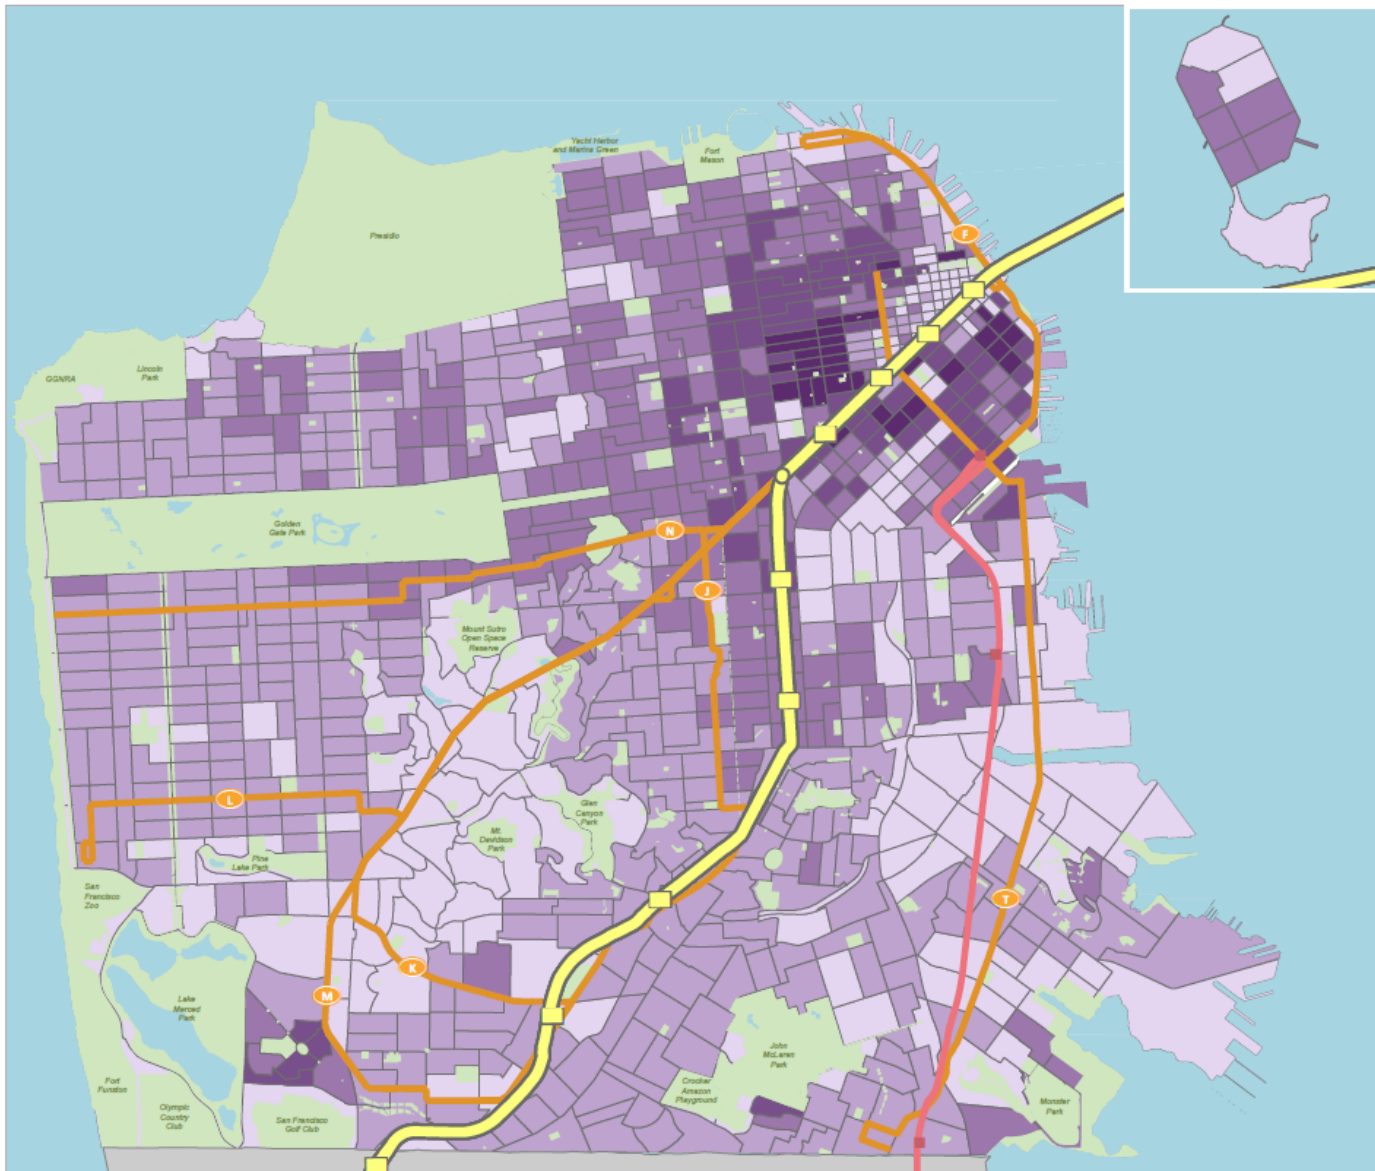 Yacht Harbor
and Marina Green
Fort
Mason
Presidio
F
GGNRA
Lincoln
Park
Golden
Gate Park
N
J
Mount Sutro
Open Space
Reserve
L
Glen
Canyon
Park
Mt.
Davidson
Park
Pine
Lake Park
San
Francisco
Zoo
T
K
M
Lake
Merced
Park
John
McLaren
Park
Fort
Funston
Crocker
Amazon
Playground
Olympic
Country
Club
San Francisco
Golf Club
Monster
Park